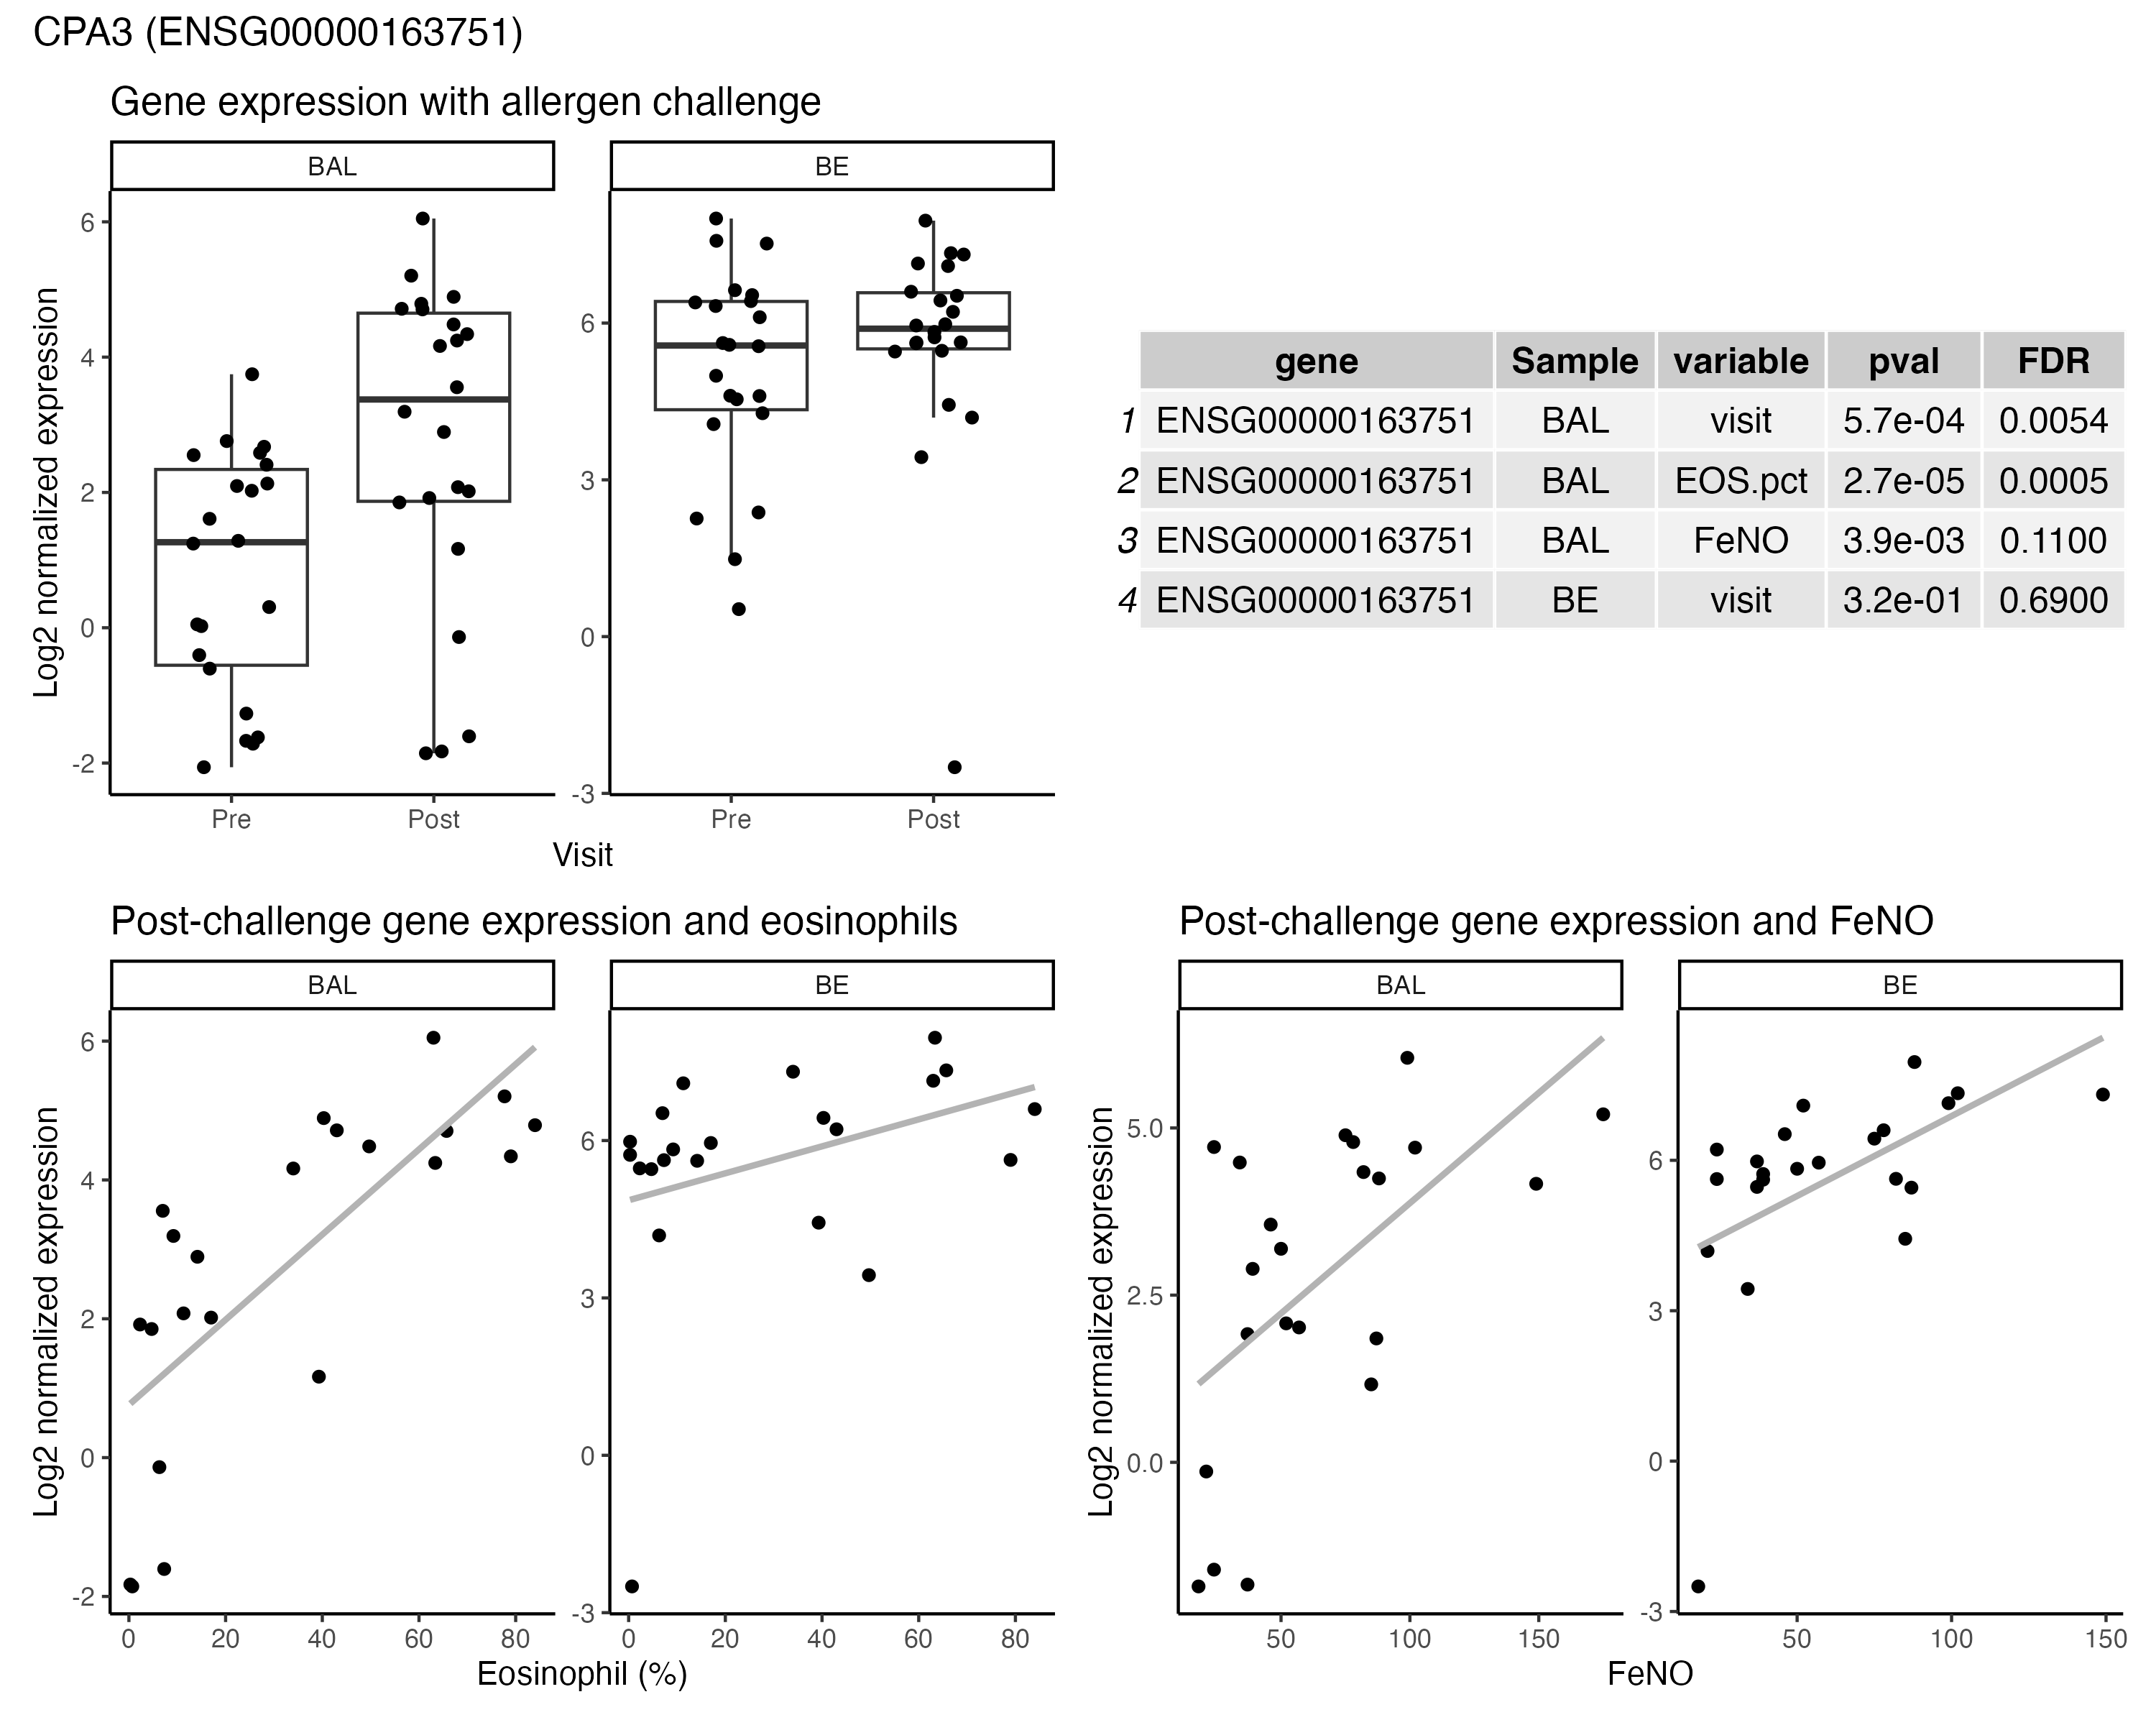 CPA3 (ENSG00000163751)
Gene expression with allergen challenge
BAL BE
Log2 normalized expression
6
4
2
0
-2
6
3
0
-3
Pre Post Pre Post
Visit
gene Sample variable pval FDR
1 ENSG00000163751 BAL visit 5.7e-04 0.0054
2 ENSG00000163751 BAL EOS.pct 2.7e-05 0.0005
3 ENSG00000163751 BAL FeNO 3.9e-03 0.1100
4 ENSG00000163751 BE visit 3.2e-01 0.6900
Post-challenge gene expression and eosinophils
BAL BE
Log2 normalized expression
6
4
2
0
-2
6
3
0
-3
0 20 40 60 80 0 20 40 60 80
Eosinophil (%)
Post-challenge gene expression and FeNO
BAL BE
Log2 normalized expression
5.0
2.5
0.0
6
3
0
-3
50 100 150 50 100 150
FeNO